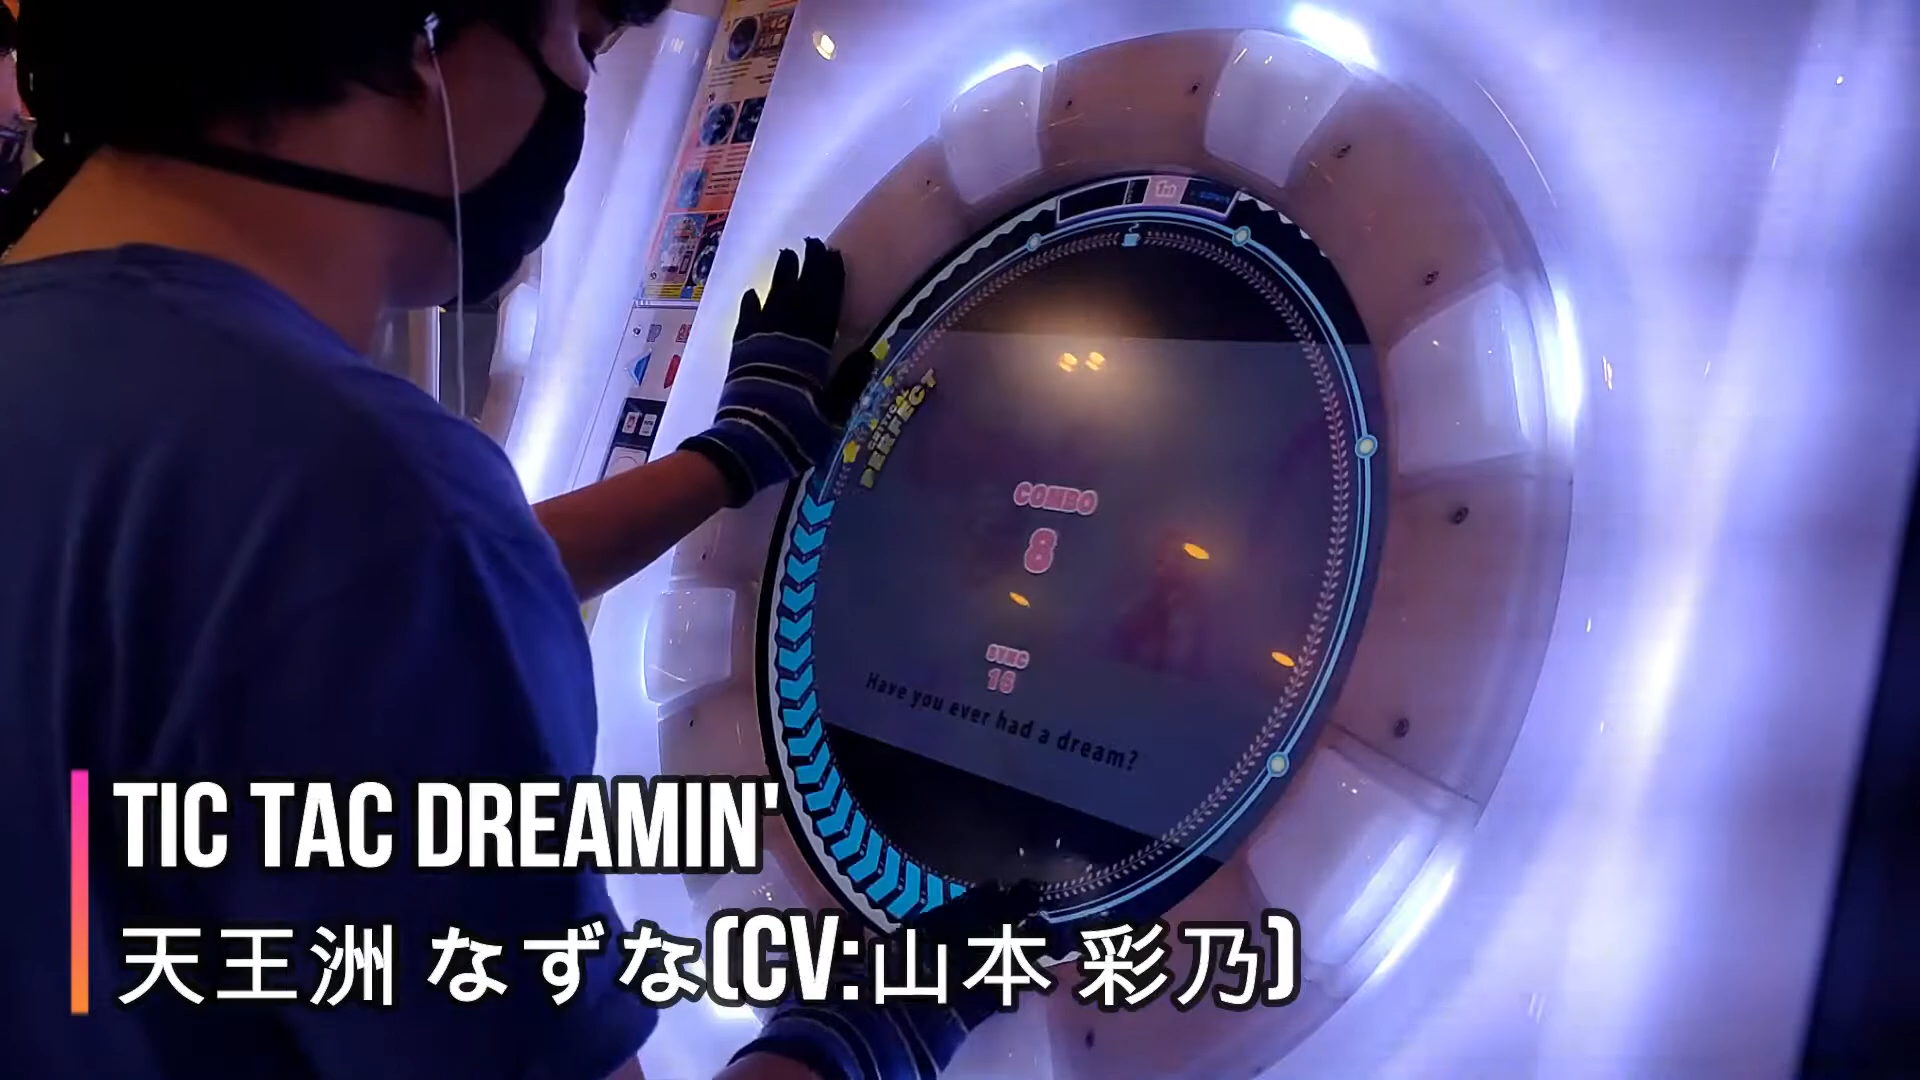 CRITICAL
PERFECT
COMBO
8
SYNC
16
Have you ever had a dream?
TIC TAC DREAMIN'
天王洲 なずな(CV:山本 彩乃)